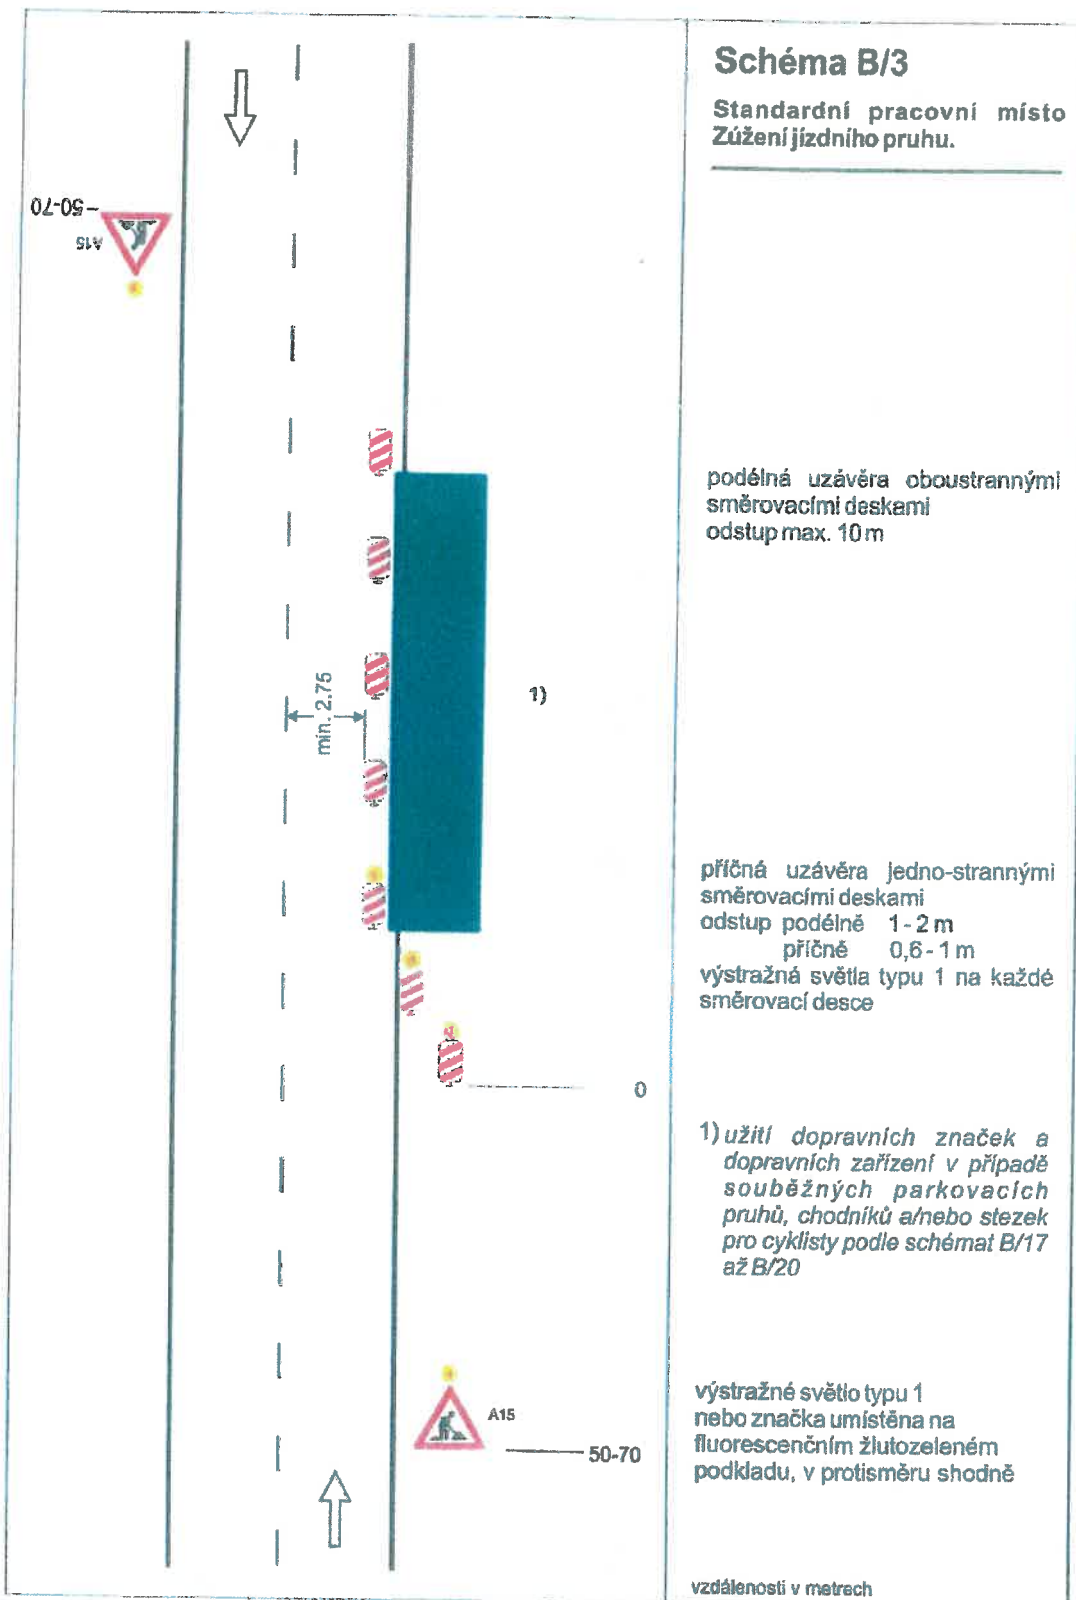 Schéma B/3
Standardní pracovní místo
Zúžení jízdního pruhu.
50-70
A15
podélná uzávěra oboustrannými
směrovacími deskami
odstup max. 10 m
min. 2.75
1)
příčná uzávěra jedno-strannými
směrovacími deskami
odstup podélně 1 - 2 m
příčně 0,6 - 1 m
výstražná světla typu 1 na každé
směrovací desce
0
1) užití dopravních značek a
dopravních zařízení v případě
souběžných parkovacích
pruhů, chodníků a/nebo stezek
pro cyklisty podle schémat B/17
až B/20
A15
50-70
výstražné světlo typu 1
nebo značka umístěna na
fluorescenčním žlutozeleném
podkladu, v protisměru shodně
vzdálenosti v metrech